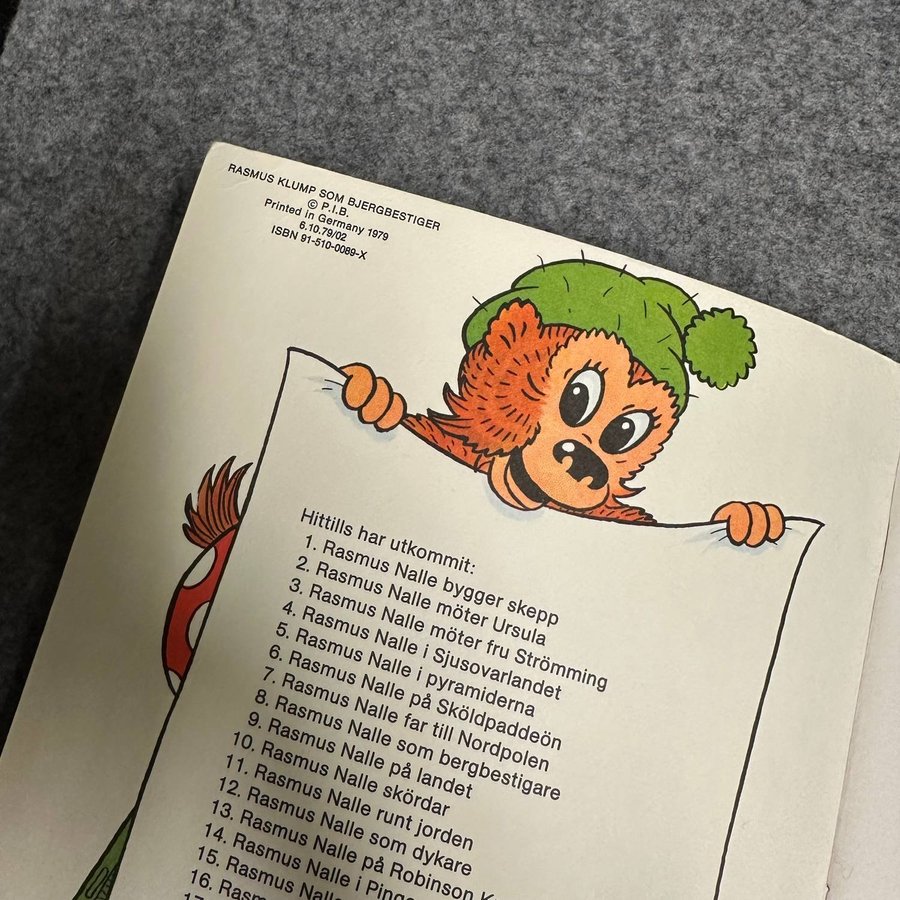 RASMUS KLUMP SOM BJERGBESTIGER
© P.I.B.
Printed in Germany 1979
6.10.79/02
ISBN 91-510-0089-X
Hittills har utkommit:
1. Rasmus Nalle bygger skepp
2. Rasmus Nalle möter Ursula
3. Rasmus Nalle möter fru Strömming
4. Rasmus Nalle i Sjusovarlandet
5. Rasmus Nalle i pyramiderna
6. Rasmus Nalle på Sköldpaddeön
7. Rasmus Nalle far till Nordpolen
8. Rasmus Nalle som bergbestigare
9. Rasmus Nalle på landet
10. Rasmus Nalle skördar
11. Rasmus Nalle runt jorden
12. Rasmus Nalle som dykare
13. Rasmus Nalle på Robinson
14. Rasmus Nalle i
15. Rasmus Nalle
16.